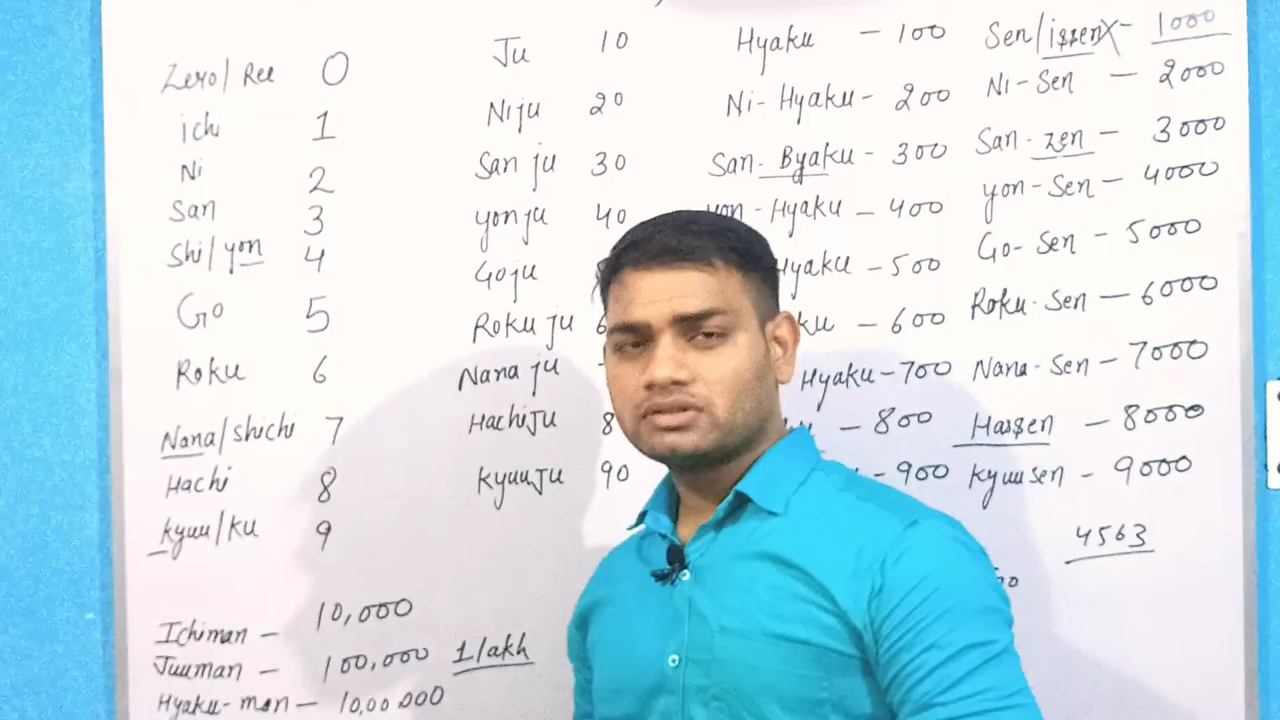 Zero/Ree 0
ichi 1
Ni 2
San 3
Shi/yon 4
Go 5
Roku 6
Nana/shichi 7
Hachi 8
kyuu/ku 9
Ichiman - 10,000
Juuman - 100,000 1 lakh
Hyaku-man - 10,00,000
Ju 10
Niju 20
San ju 30
yonju 40
Goju
Roku ju 6
Nana ju
HachiJu 8
kyuuJu 90
Hyaku - 100
Ni-Hyaku - 200
San-Byaku - 300
yon-Hyaku - 400
Hyaku - 500
ku - 600
Hyaku - 700
- 800
- 900
Sen/issen X - 1000
Ni-Sen - 2000
San-zen - 3000
yon-Sen - 4000
Go-Sen - 5000
Roku-Sen - 6000
Nana-Sen - 7000
Hassen - 8000
kyuusen - 9000
4563